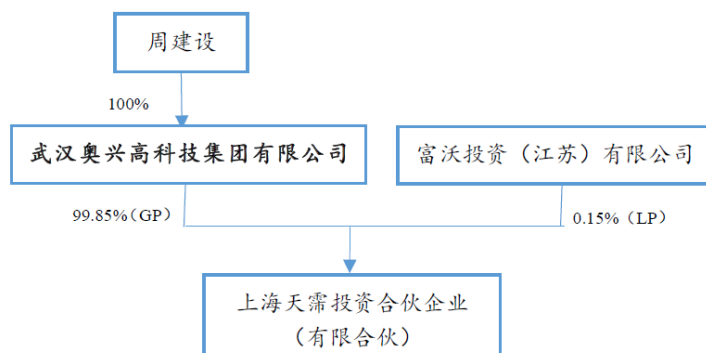 周建设
100%
武汉奥兴高科技集团有限公司
富沃投资（江苏）有限公司
99.85%（GP）
0.15%（LP）
上海天霈投资合伙企业
（有限合伙）